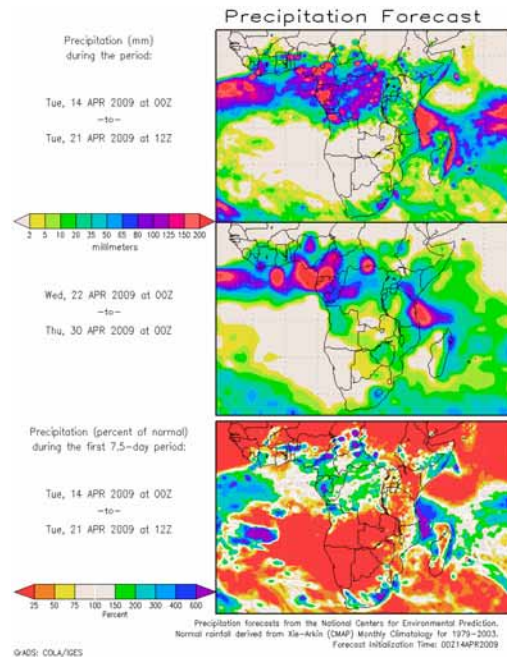 Precipitation Forecast
Precipitation (mm)
during the period:
Tue, 14 APR 2009 at 00Z
-to-
Tue, 21 APR 2009 at 12Z
2 5 10 20 35 50 65 80 100 125 150 200
millimeters
Wed, 22 APR 2009 at 00Z
-to-
Thu, 30 APR 2009 at 00Z
Precipitation (percent of normal)
during the first 7.5-day period:
Tue, 14 APR 2009 at 00Z
-to-
Tue, 21 APR 2009 at 12Z
25 50 75 100 150 200 300 400 600
Percent
Precipitation forecasts from the National Centers for Environmental Prediction.
Normal rainfall derived from Xie-Arkin (CMAP) Monthly Climatology for 1979-2003.
Forecast Initialization Time: 00Z14APR2009
GrADS: COLA/IGES